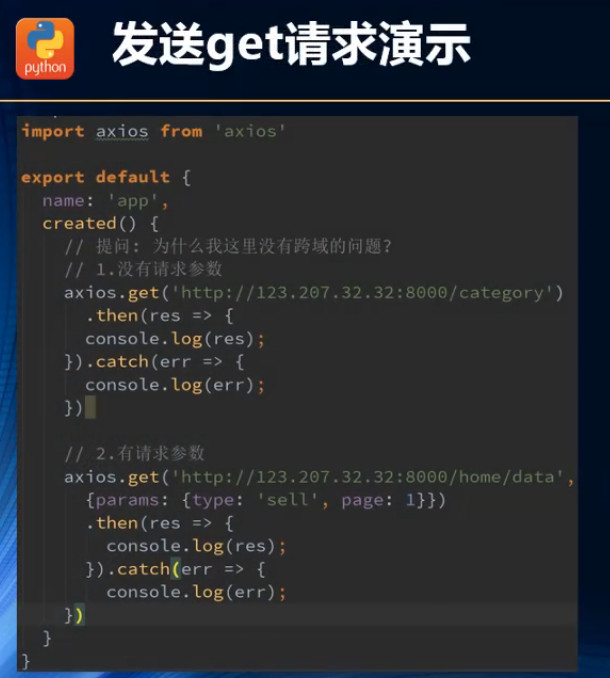 python
发送get请求演示
import axios from 'axios'
export default {
name: 'app',
created() {
// 提问: 为什么我这里没有跨域的问题?
// 1.没有请求参数
axios.get('http://123.207.32.32:8000/category')
.then(res => {
console.log(res);
}).catch(err => {
console.log(err);
})
// 2.有请求参数
axios.get('http://123.207.32.32:8000/home/data',
{params: {type: 'sell', page: 1}})
.then(res => {
console.log(res);
}).catch(err => {
console.log(err);
})
}
}